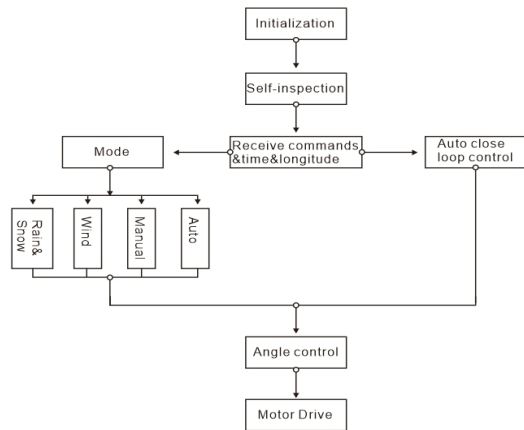 Initialization
Self-inspection
Mode
Receive commands
&time&longitude
Auto close
loop control
Rain&
Snow
Wind
Manual
Auto
Angle control
Motor Drive